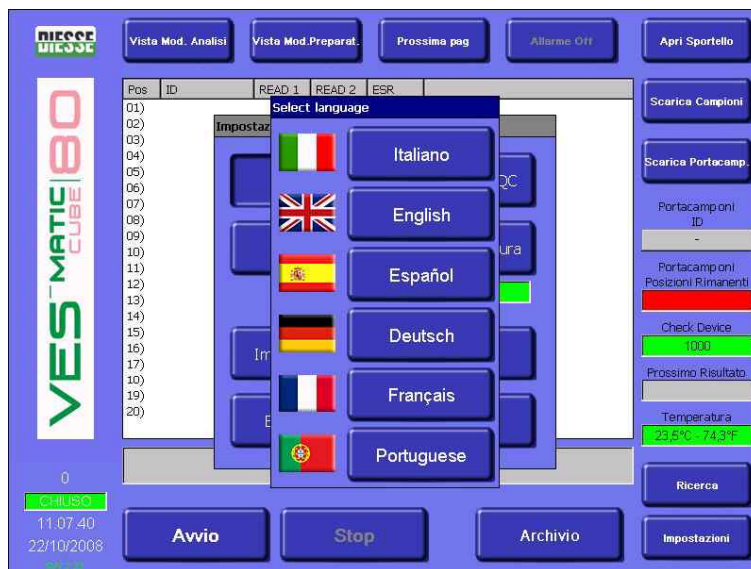 DIESSE
Vista Mod. Analisi
Vista Mod.Preparat.
Prossima pag
Allarme Off
Apri Sportello
VES MATIC CUBE 80
Pos ID READ 1 READ 2 ESR
01)
02)
03)
04)
05)
06)
07)
08)
09)
10)
11)
12)
13)
14)
15)
16)
17)
10)
19)
20)
Impostaz
QC
ura
Im
E
Select language
Italiano
English
Español
Deutsch
Français
Portuguese
Scarica Campioni
Scarica Portacamp.
Portacamponi
ID
-
Portacamponi
Posizioni Rimanenti
Check Device
1000
Prossimo Risultato
Temperatura
23,5°C - 74,3°F
Ricerca
Impostazioni
0
CHIUSO
11.07.40
22/10/2008
Avvio
Stop
Archivio